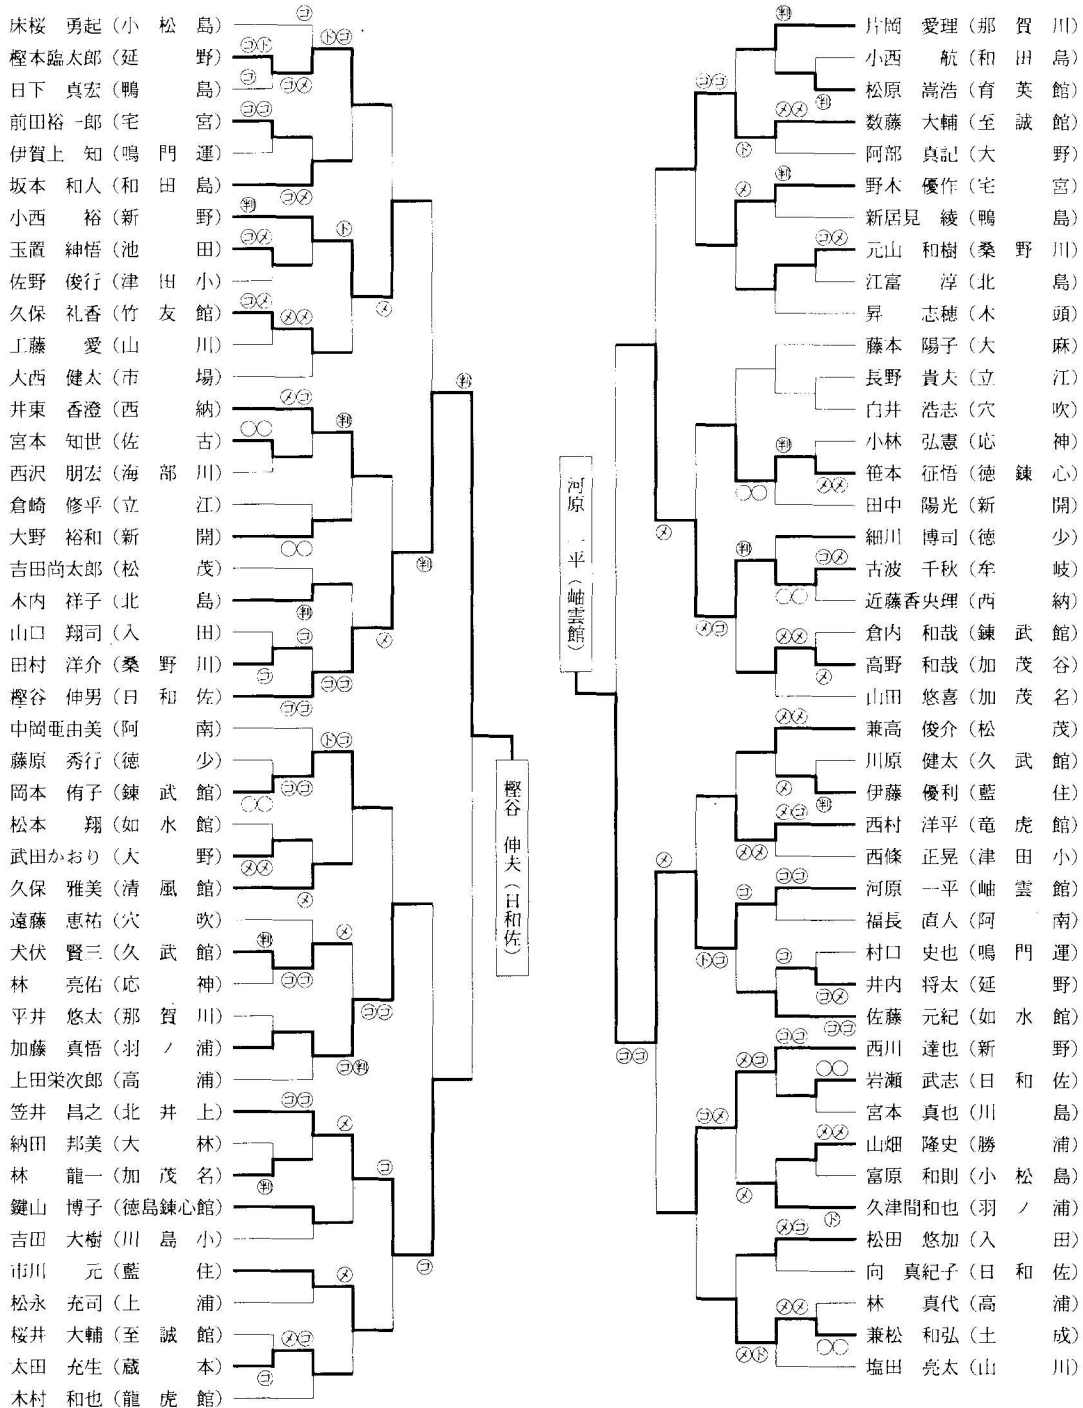 床桜 勇起（小松島）
樫本臨太郎（延野）
日下 真宏（鴨島）
前田裕一郎（宅宮）
伊賀上 知（鳴門運）
坂本 和人（和田島）
小西 裕（新野）
玉置 紳悟（池田）
佐野 俊行（津田小）
久保 礼香（竹友館）
工藤 愛（山川）
大西 健太（市場）
井東 香澄（西納）
宮本 知世（佐古）
西沢 朋宏（海部川）
倉崎 修平（立江）
大野 裕和（新開）
吉田尚太郎（松茂）
木内 祥子（北島）
山口 翔司（入田）
田村 洋介（桑野川）
樫谷 伸男（日和佐）
中岡亜由美（阿南）
藤原 秀行（徳少）
岡本 侑子（錬武館）
松本 翔（如水館）
武田かおり（大野）
久保 雅美（清風館）
遠藤 恵祐（穴吹）
犬伏 賢三（久武館）
林 亮佑（応神）
平井 悠太（那賀川）
加藤 真悟（羽ノ浦）
上田栄次郎（高浦）
笠井 昌之（北井上）
納田 邦美（大林）
林 龍一（加茂名）
鍵山 博子（徳島錬心館）
吉田 大樹（川島小）
市川 元（藍住）
松永 充司（上浦）
桜井 大輔（至誠館）
太田 充生（蔵本）
木村 和也（龍虎館）
樫谷 伸夫（日和佐）
河原 一平（岫雲館）
片岡 愛理（那賀川）
小西 航（和田島）
松原 嵩浩（育英館）
数藤 大輔（至誠館）
阿部 真記（大野）
野木 優作（宅宮）
新居見 綾（鴨島）
元山 和樹（桑野川）
江富 淳（北島）
昇 志穂（木頭）
藤本 陽子（大麻）
長野 貴夫（立江）
白井 浩志（穴吹）
小林 弘憲（応神）
笹本 征悟（徳錬心）
田中 陽光（新開）
細川 博司（徳少）
古波 千秋（牟岐）
近藤香央理（西納）
倉内 和哉（錬武館）
高野 和哉（加茂谷）
山田 悠喜（加茂名）
兼高 俊介（松茂）
川原 健太（久武館）
伊藤 優利（藍住）
西村 洋平（竜虎館）
西條 正晃（津田小）
河原 一平（岫雲館）
福長 直人（阿南）
村口 史也（鳴門運）
井内 将太（延野）
佐藤 元紀（如水館）
西川 達也（新野）
岩瀬 武志（日和佐）
宮本 真也（川島）
山畑 隆史（勝浦）
富原 和則（小松島）
久津間和也（羽ノ浦）
松田 悠加（入田）
向 真紀子（日和佐）
林 真代（高浦）
兼松 和弘（土成）
塩田 亮太（山川）